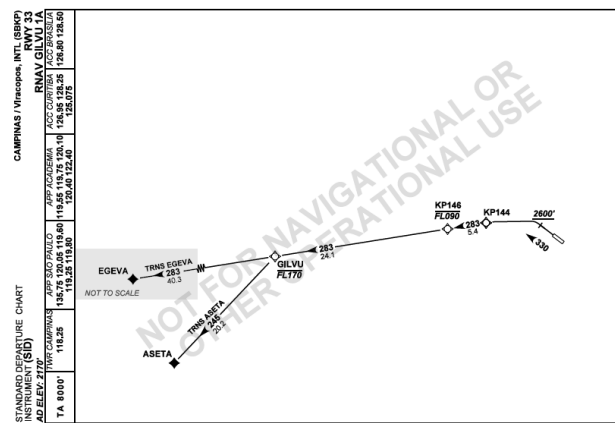 CAMPINAS / Viracopos, INTL (SBKP)
RWY 33
RNAV GILVU 1A
STANDARD DEPARTURE CHART
INSTRUMENT (SID)
AD ELEV: 2170'
TA 8000'
TWR CAMPINAS
118,25
APP SÃO PAULO
135,75 120,05 119,60
119,25 119,80
APP ACADEMIA
119,55 119,75 120,10
120,40 122,40
ACC CURITIBA
126,95 128,25
125,075
ACC BRASÍLIA
126,80 128,50
NOT FOR NAVIGATIONAL OR
OTHER OPERATIONAL USE
KP146
FL090
KP144
2600'
283
5.4
330
283
24.1
GILVU
FL170
TRNS EGEVA
283
40.3
EGEVA
NOT TO SCALE
TRNS ASETA
245
20.2
ASETA